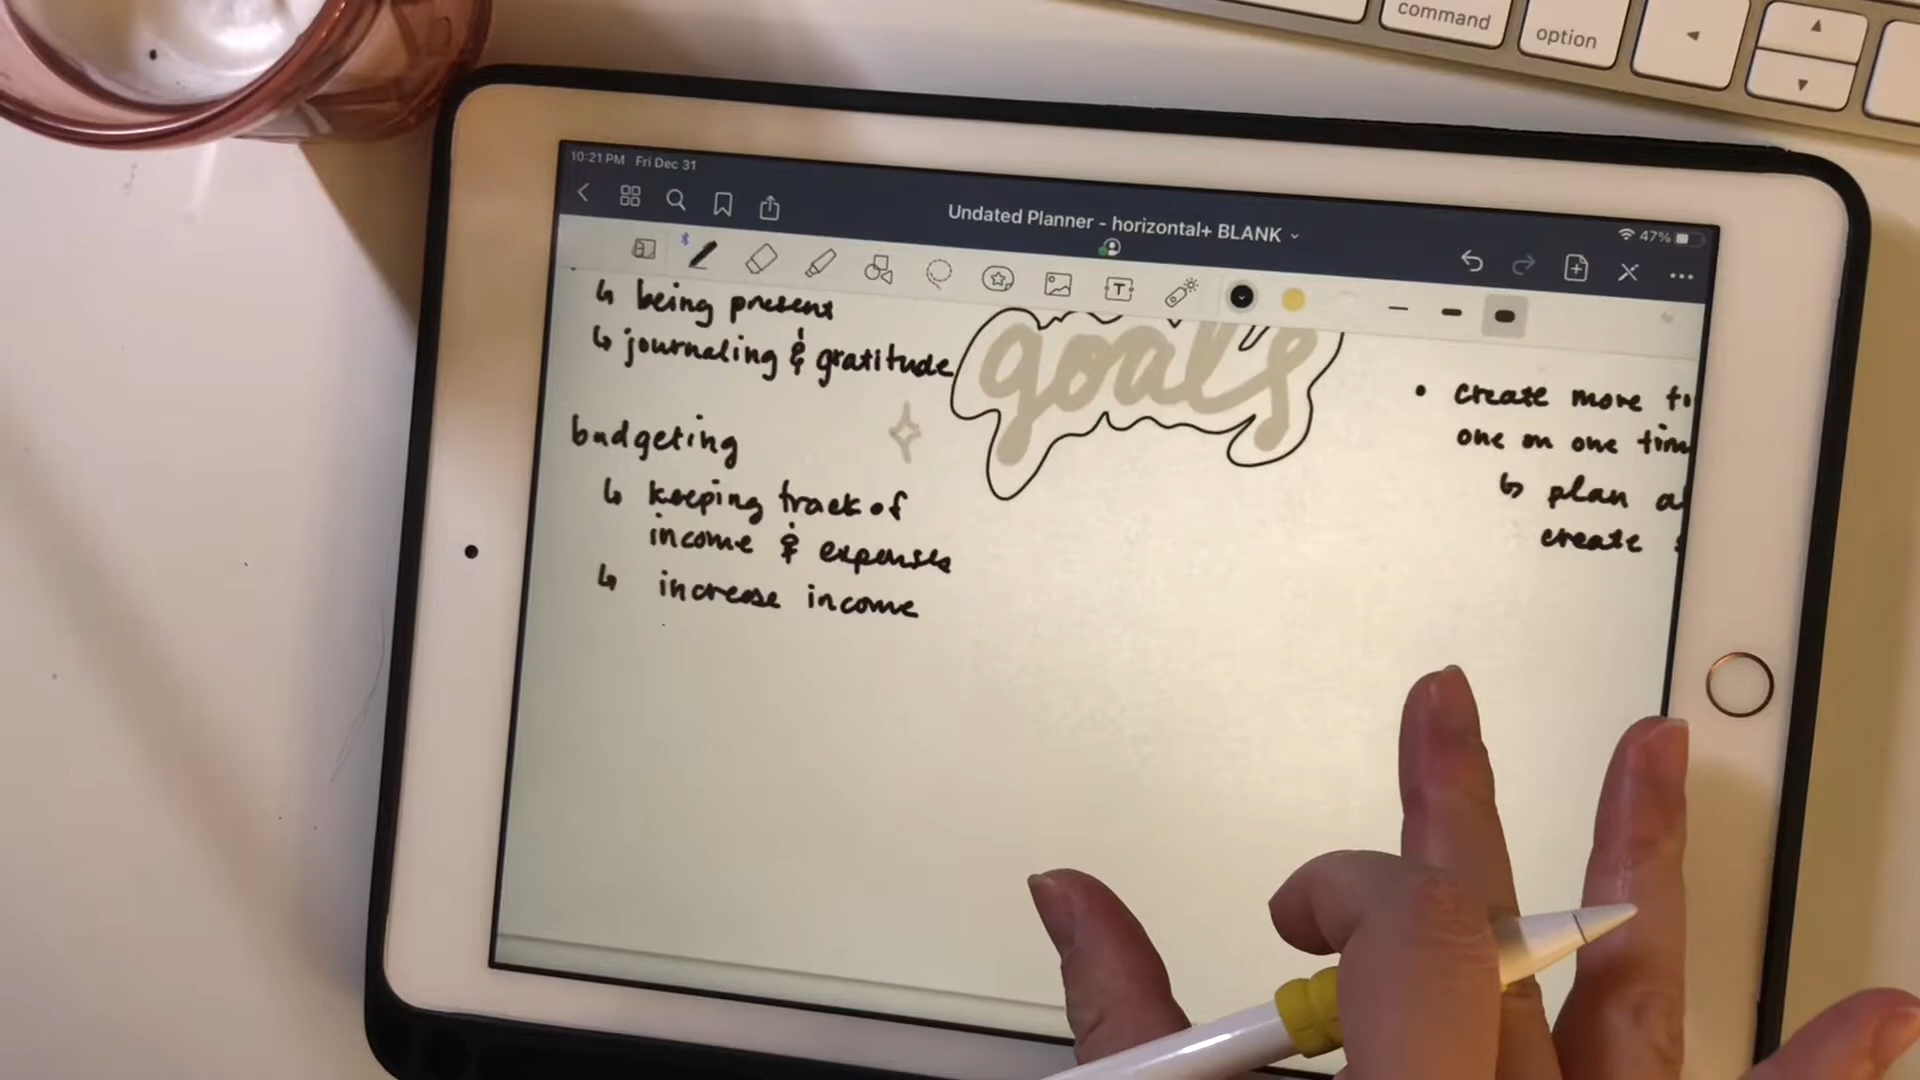 command
option
10:21 PM Fri Dec 31
47%
Undated Planner - horizontal+ BLANK
T
↳ being present
↳ journaling & gratitude
goals
budgeting
↳ keeping track of
income & expenses
↳ increase income
• create more
one on one
↳ plan
create